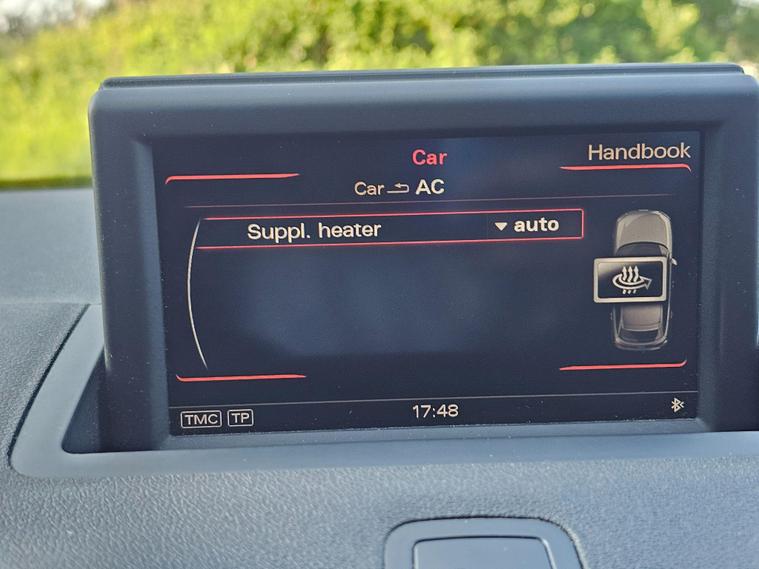 Car
Handbook
Car AC
Suppl. heater auto
TMC TP 17:48